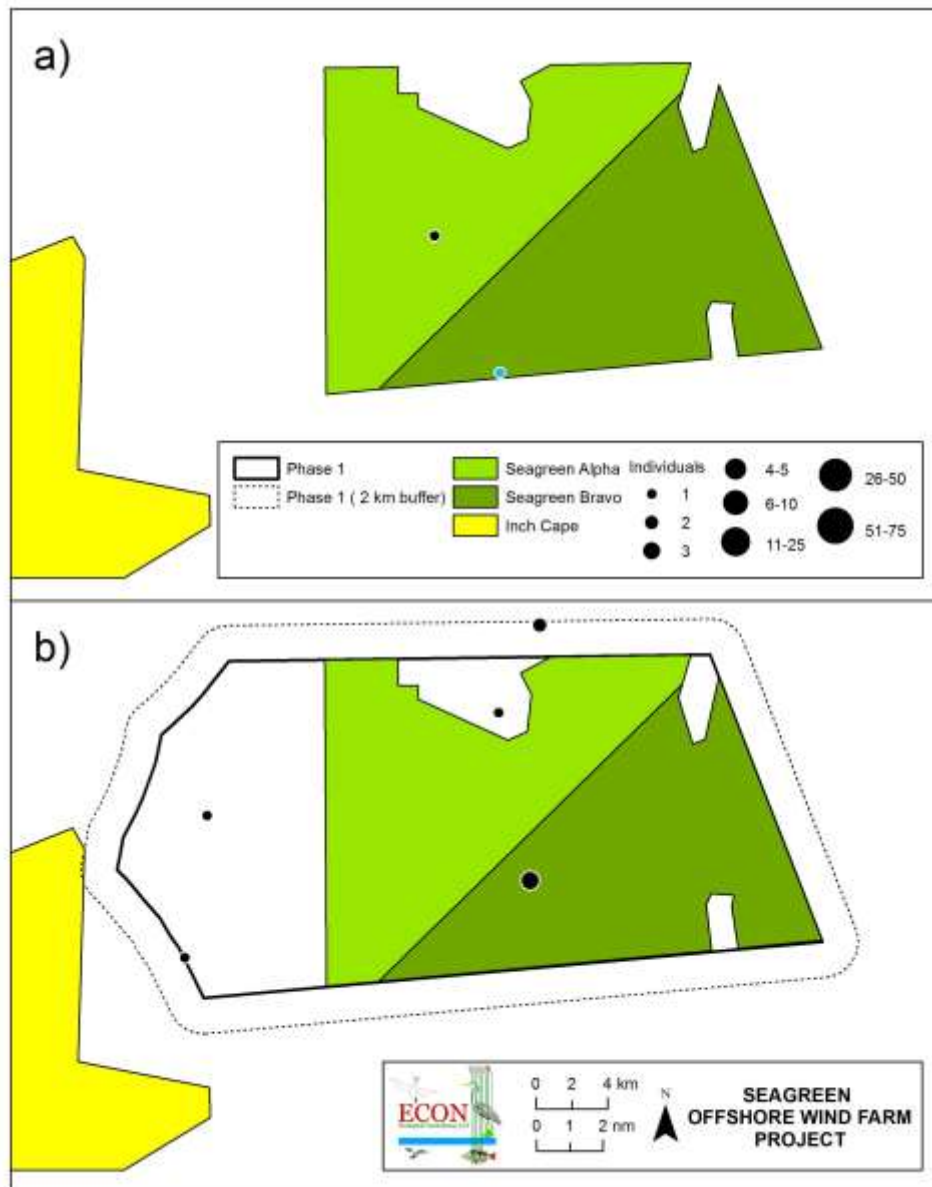 a)
Phase 1
Phase 1 ( 2 km buffer)
Seagreen Alpha
Seagreen Bravo
Inch Cape
Individuals
1
2
3
4-5
6-10
11-25
26-50
51-75
b)
ECON
0 2 4 km
0 1 2 nm
N
SEAGREEN
OFFSHORE WIND FARM
PROJECT